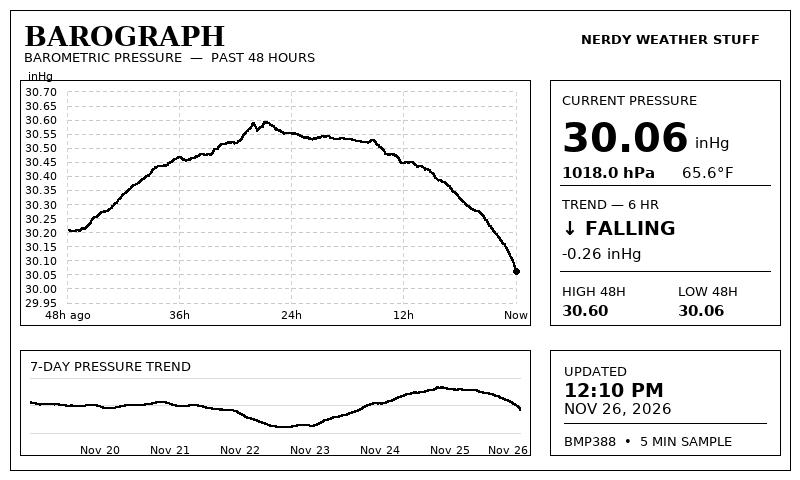 BAROGRAPH
BAROMETRIC PRESSURE — PAST 48 HOURS
NERDY WEATHER STUFF
inHg
30.70
30.65
30.60
30.55
30.50
30.45
30.40
30.35
30.30
30.25
30.20
30.15
30.10
30.05
30.00
29.95
48h ago 36h 24h 12h Now
CURRENT PRESSURE
30.06 inHg
1018.0 hPa 65.6°F
TREND — 6 HR
↓ FALLING
-0.26 inHg
HIGH 48H LOW 48H
30.60 30.06
7-DAY PRESSURE TREND
Nov 20 Nov 21 Nov 22 Nov 23 Nov 24 Nov 25 Nov 26
UPDATED
12:10 PM
NOV 26, 2026
BMP388 • 5 MIN SAMPLE